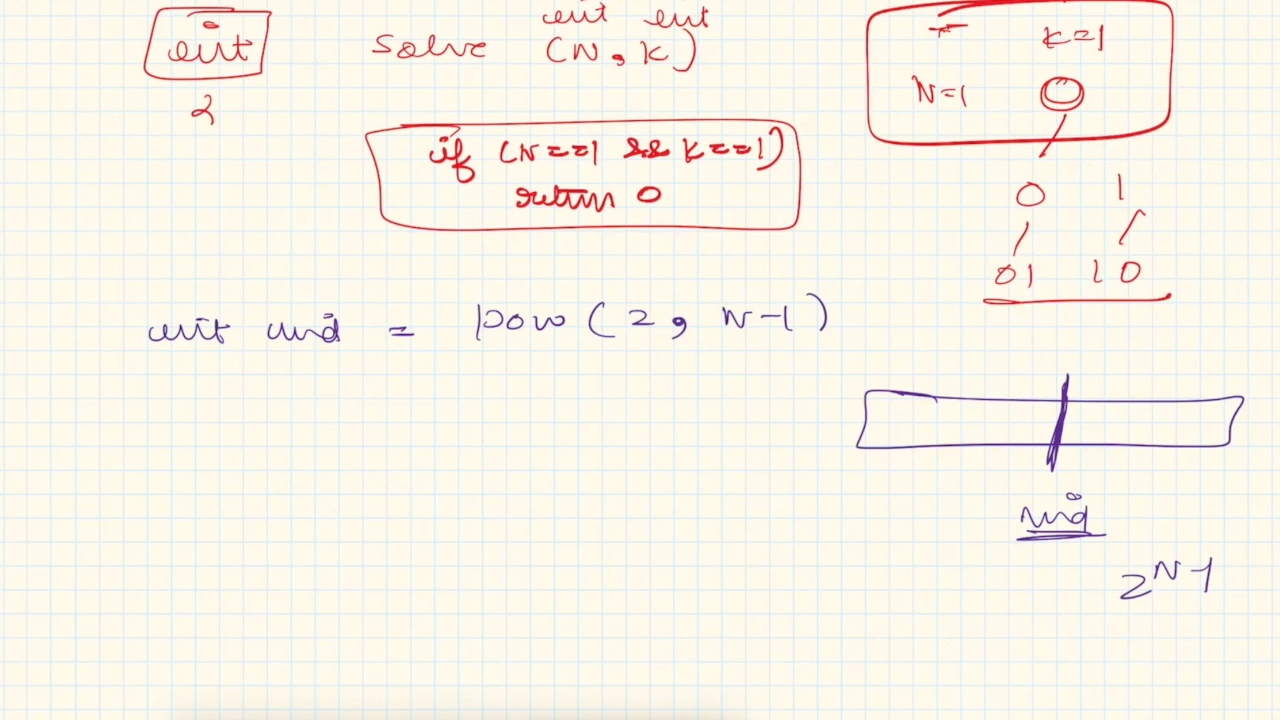 int int
int solve (N, K)
2
if (N==1 && K==1)
return 0
K=1
N=1 0
0 1
01 10
int mid = pow(2, N-1)
mid
2^N-1